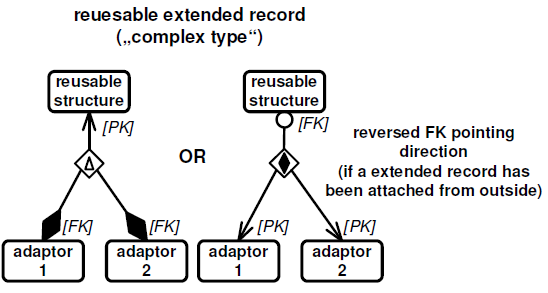 reuesable extended record
(„complex type“)
reusable
structure
[PK]
[FK]
[FK]
adaptor
1
adaptor
2
OR
reusable
structure
[FK]
[PK]
[PK]
adaptor
1
adaptor
2
reversed FK pointing
direction
(if a extended record has
been attached from outside)